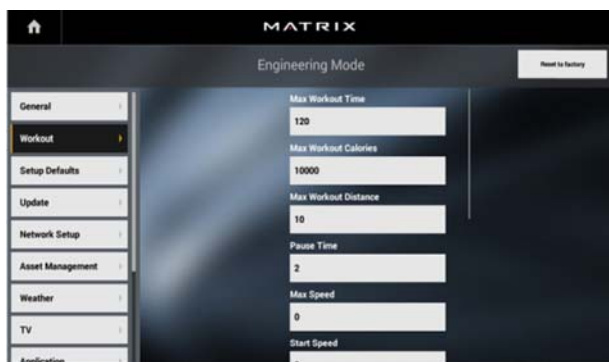 MATRIX
Engineering Mode
Reset to factory
General
Workout
Setup Defaults
Update
Network Setup
Asset Management
Weather
TV
Application
Max Workout Time
120
Max Workout Calories
10000
Max Workout Distance
10
Pause Time
2
Max Speed
0
Start Speed